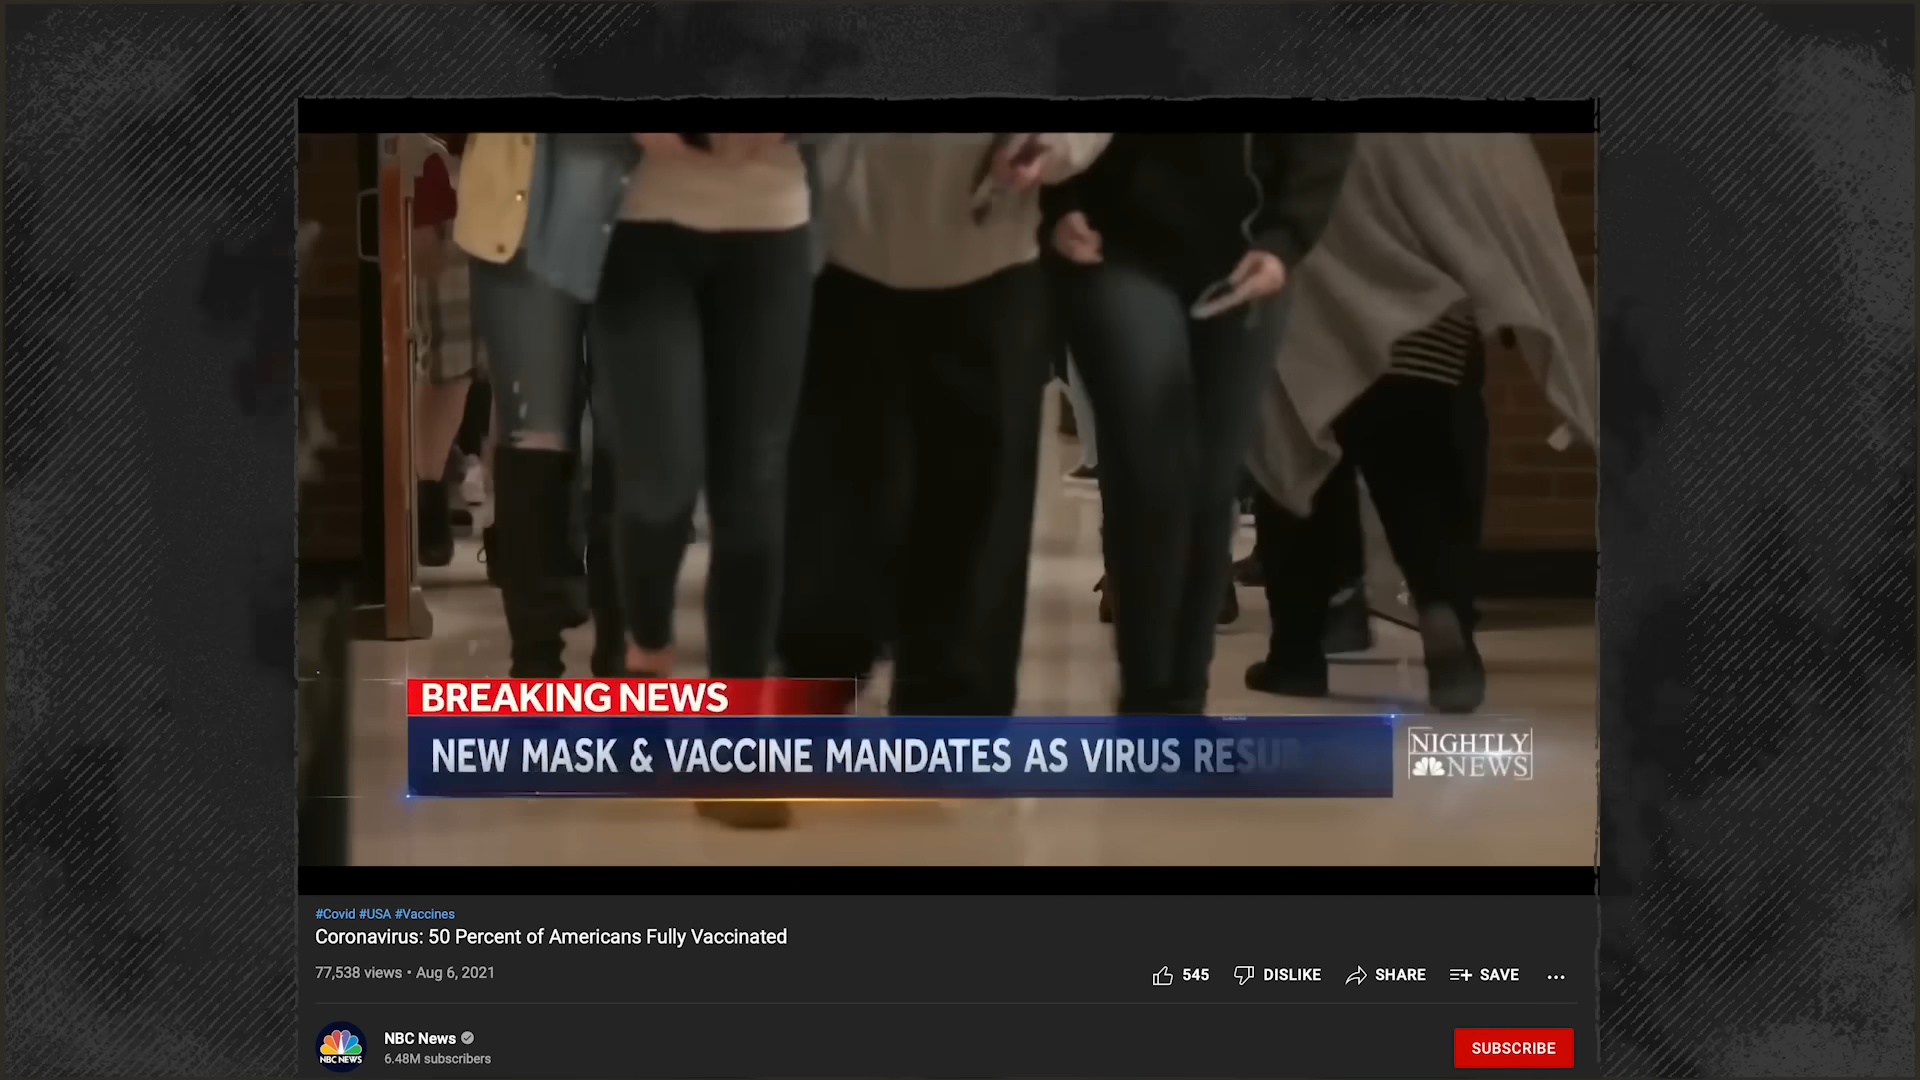 BREAKING NEWS
NEW MASK & VACCINE MANDATES AS VIRUS RESU
NIGHTLY
NEWS
#Covid #USA #Vaccines
Coronavirus: 50 Percent of Americans Fully Vaccinated
77,538 views • Aug 6, 2021
545 DISLIKE SHARE SAVE ...
NBC NEWS
NBC News
6.48M subscribers
SUBSCRIBE